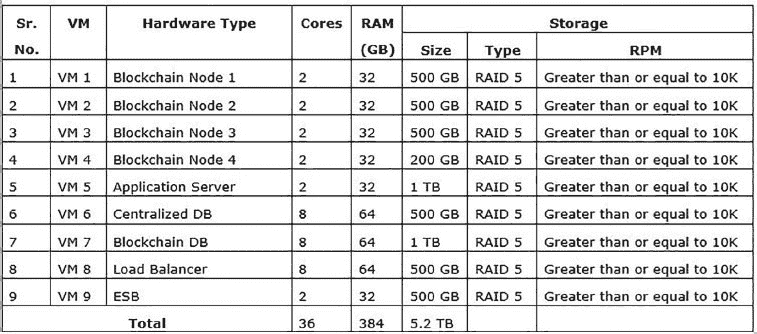 Sr. No. VM Hardware Type Cores RAM (GB) Storage
Size Type RPM
1 VM 1 Blockchain Node 1 2 32 500 GB RAID 5 Greater than or equal to 10K
2 VM 2 Blockchain Node 2 2 32 500 GB RAID 5 Greater than or equal to 10K
3 VM 3 Blockchain Node 3 2 32 500 GB RAID 5 Greater than or equal to 10K
4 VM 4 Blockchain Node 4 2 32 200 GB RAID 5 Greater than or equal to 10K
5 VM 5 Application Server 2 32 1 TB RAID 5 Greater than or equal to 10K
6 VM 6 Centralized DB 8 64 500 GB RAID 5 Greater than or equal to 10K
7 VM 7 Blockchain DB 8 64 1 TB RAID 5 Greater than or equal to 10K
8 VM 8 Load Balancer 8 64 500 GB RAID 5 Greater than or equal to 10K
9 VM 9 ESB 2 32 500 GB RAID 5 Greater than or equal to 10K
Total 36 384 5.2 TB